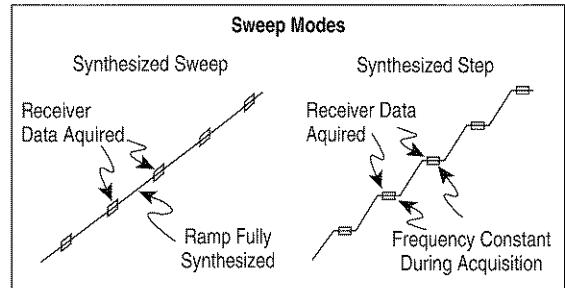 Sweep Modes
Synthesized Sweep
Receiver
Data Aquired
Ramp Fully
Synthesized
Synthesized Step
Receiver Data
Aquired
Frequency Constant
During Acquisition